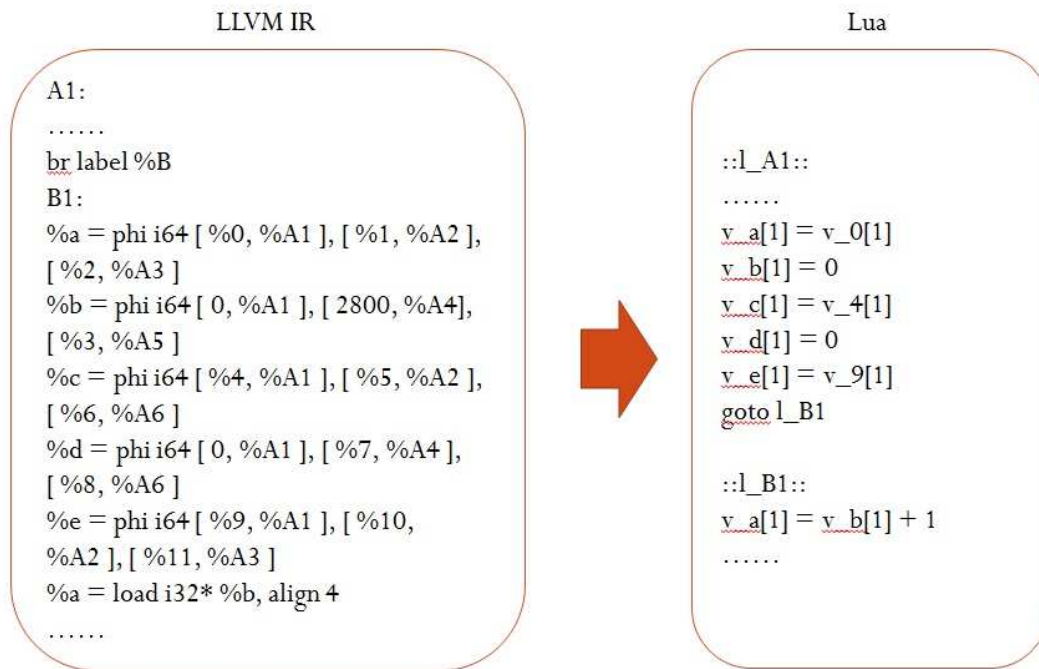 LLVM IR
A1:
......
br label %B
B1:
%a = phi i64 [ %0, %A1 ], [ %1, %A2 ],
[ %2, %A3 ]
%b = phi i64 [ 0, %A1 ], [ 2800, %A4],
[ %3, %A5 ]
%c = phi i64 [ %4, %A1 ], [ %5, %A2 ],
[ %6, %A6 ]
%d = phi i64 [ 0, %A1 ], [ %7, %A4 ],
[ %8, %A6 ]
%e = phi i64 [ %9, %A1 ], [ %10,
%A2 ], [ %11, %A3 ]
%a = load i32* %b, align 4
......
Lua
::l_A1::
......
v_a[1] = v_0[1]
v_b[1] = 0
v_c[1] = v_4[1]
v_d[1] = 0
v_e[1] = v_9[1]
goto l_B1
::l_B1::
v_a[1] = v_b[1] + 1
......